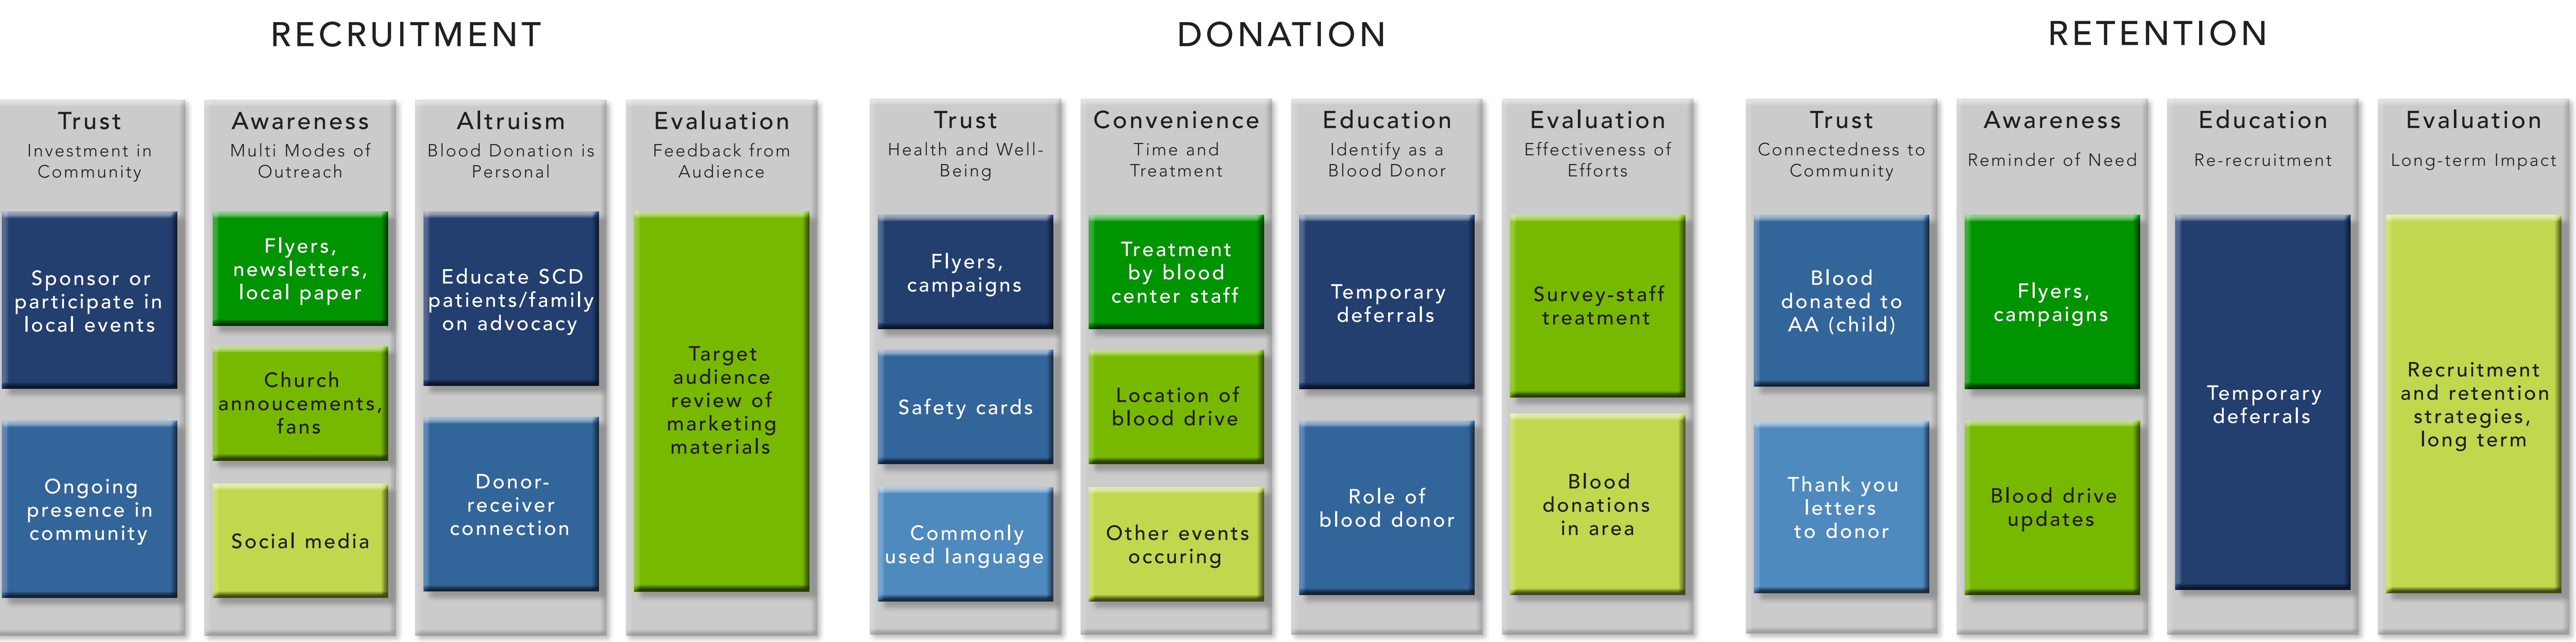 RECRUITMENT
Trust
Investment in
Community
Sponsor or
participate in
local events
Ongoing
presence in
community
Awareness
Multi Modes of
Outreach
Flyers,
newsletters,
local paper
Church
annoucements,
fans
Social media
Altruism
Blood Donation is
Personal
Educate SCD
patients/family
on advocacy
Donor-
receiver
connection
Evaluation
Feedback from
Audience
Target
audience
review of
marketing
materials
DONATION
Trust
Health and Well-
Being
Flyers,
campaigns
Safety cards
Commonly
used language
Convenience
Time and
Treatment
Treatment
by blood
center staff
Location of
blood drive
Other events
occuring
Education
Identify as a
Blood Donor
Temporary
deferrals
Role of
blood donor
Evaluation
Effectiveness of
Efforts
Survey-staff
treatment
Blood
donations
in area
RETENTION
Trust
Connectedness to
Community
Blood
donated to
AA (child)
Thank you
letters
to donor
Awareness
Reminder of Need
Flyers,
campaigns
Blood drive
updates
Education
Re-recruitment
Temporary
deferrals
Evaluation
Long-term Impact
Recruitment
and retention
strategies,
long term